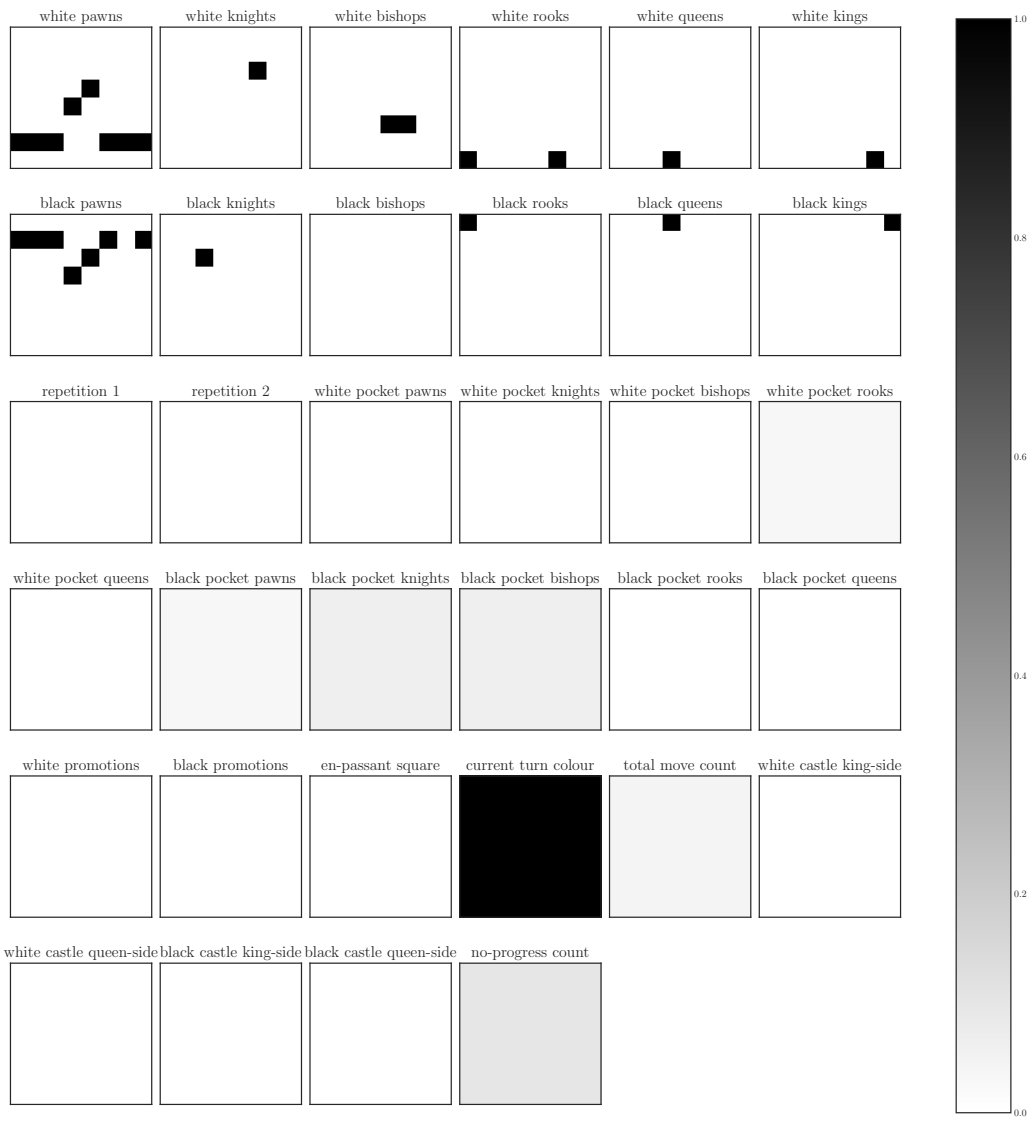 white pawns white knights white bishops white rooks white queens white kings
black pawns black knights black bishops black rooks black queens black kings
repetition 1 repetition 2 white pocket pawns white pocket knights white pocket bishops white pocket rooks
white pocket queens black pocket pawns black pocket knights black pocket bishops black pocket rooks black pocket queens
white promotions black promotions en-passant square current turn colour total move count white castle king-side
white castle queen-side black castle king-side black castle queen-side no-progress count
1.0
0.8
0.6
0.4
0.2
0.0